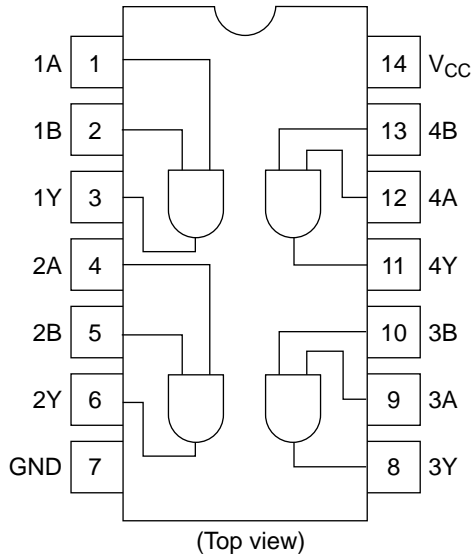 1A 1 14 VCC
1B 2 13 4B
1Y 3 12 4A
2A 4 11 4Y
2B 5 10 3B
2Y 6 9 3A
GND 7 8 3Y
(Top view)